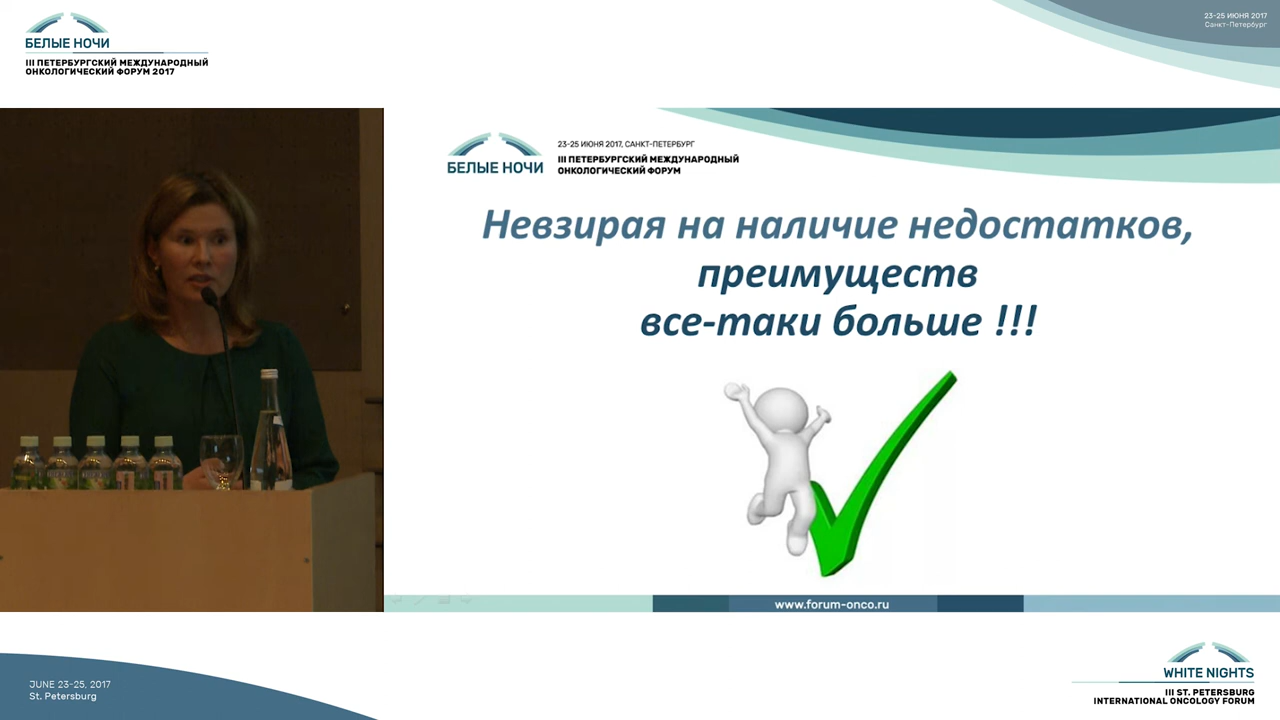 БЕЛЫЕ НОЧИ
III ПЕТЕРБУРГСКИЙ МЕЖДУНАРОДНЫЙ
ОНКОЛОГИЧЕСКИЙ ФОРУМ 2017
23-25 ИЮНЯ 2017
Санкт-Петербург
БЕЛЫЕ НОЧИ
23-25 ИЮНЯ 2017, САНКТ-ПЕТЕРБУРГ
III ПЕТЕРБУРГСКИЙ МЕЖДУНАРОДНЫЙ
ОНКОЛОГИЧЕСКИЙ ФОРУМ
Невзирая на наличие недостатков,
преимуществ
все-таки больше !!!
www.forum-onco.ru
JUNE 23-25, 2017
St. Petersburg
WHITE NIGHTS
III ST. PETERSBURG
INTERNATIONAL ONCOLOGY FORUM